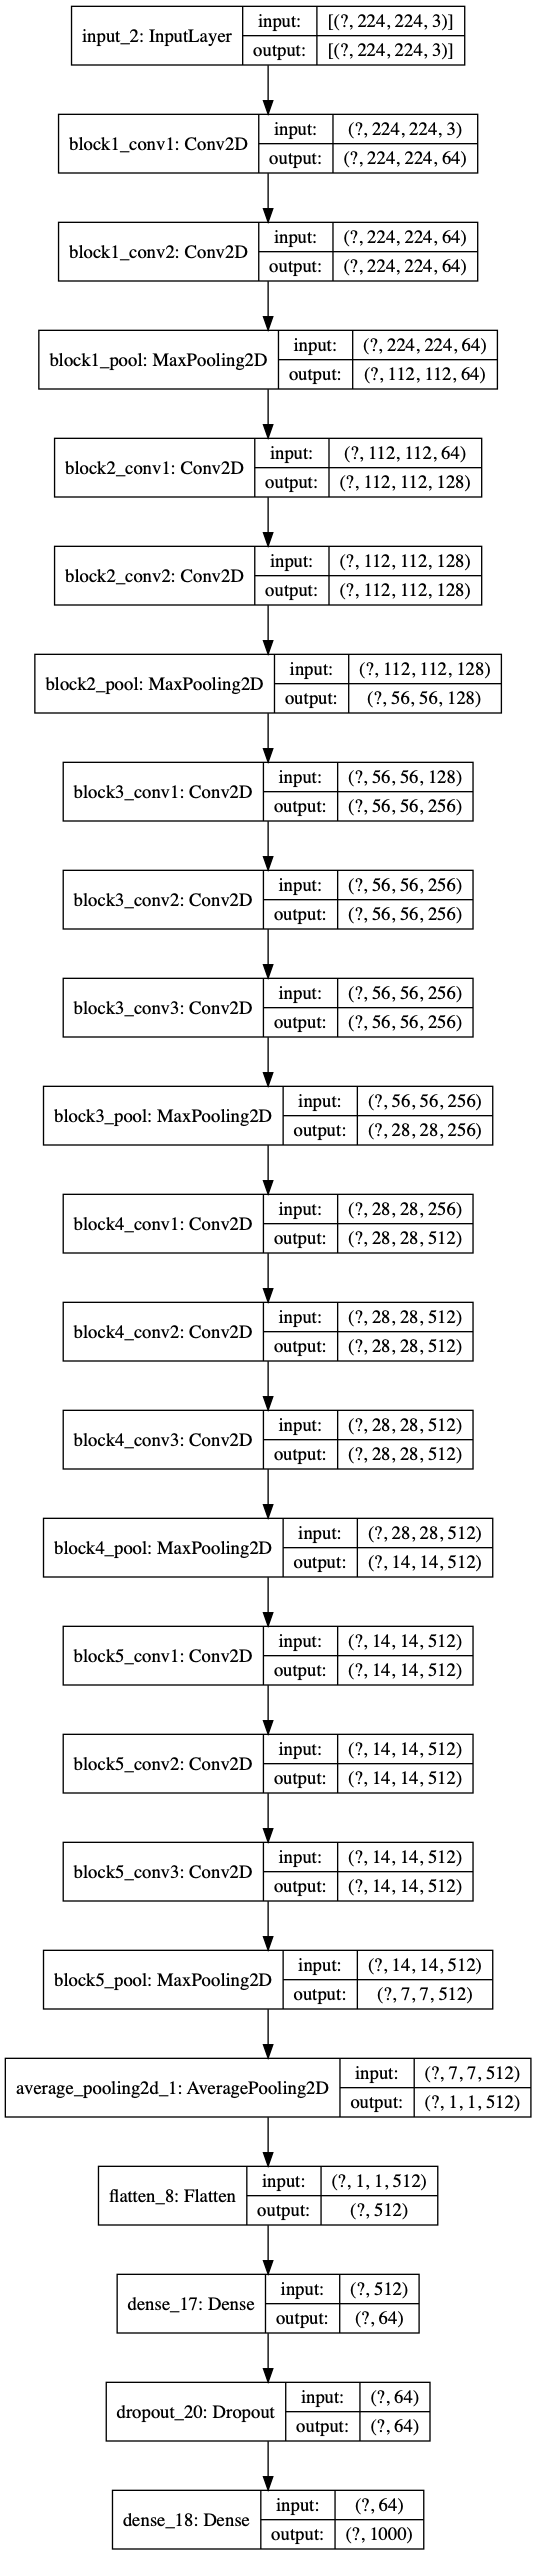 input_2: InputLayer
input: [(?, 224, 224, 3)]
output: [(?, 224, 224, 3)]
block1_conv1: Conv2D
input: (?, 224, 224, 3)
output: (?, 224, 224, 64)
block1_conv2: Conv2D
input: (?, 224, 224, 64)
output: (?, 224, 224, 64)
block1_pool: MaxPooling2D
input: (?, 224, 224, 64)
output: (?, 112, 112, 64)
block2_conv1: Conv2D
input: (?, 112, 112, 64)
output: (?, 112, 112, 128)
block2_conv2: Conv2D
input: (?, 112, 112, 128)
output: (?, 112, 112, 128)
block2_pool: MaxPooling2D
input: (?, 112, 112, 128)
output: (?, 56, 56, 128)
block3_conv1: Conv2D
input: (?, 56, 56, 128)
output: (?, 56, 56, 256)
block3_conv2: Conv2D
input: (?, 56, 56, 256)
output: (?, 56, 56, 256)
block3_conv3: Conv2D
input: (?, 56, 56, 256)
output: (?, 56, 56, 256)
block3_pool: MaxPooling2D
input: (?, 56, 56, 256)
output: (?, 28, 28, 256)
block4_conv1: Conv2D
input: (?, 28, 28, 256)
output: (?, 28, 28, 512)
block4_conv2: Conv2D
input: (?, 28, 28, 512)
output: (?, 28, 28, 512)
block4_conv3: Conv2D
input: (?, 28, 28, 512)
output: (?, 28, 28, 512)
block4_pool: MaxPooling2D
input: (?, 28, 28, 512)
output: (?, 14, 14, 512)
block5_conv1: Conv2D
input: (?, 14, 14, 512)
output: (?, 14, 14, 512)
block5_conv2: Conv2D
input: (?, 14, 14, 512)
output: (?, 14, 14, 512)
block5_conv3: Conv2D
input: (?, 14, 14, 512)
output: (?, 14, 14, 512)
block5_pool: MaxPooling2D
input: (?, 14, 14, 512)
output: (?, 7, 7, 512)
average_pooling2d_1: AveragePooling2D
input: (?, 7, 7, 512)
output: (?, 1, 1, 512)
flatten_8: Flatten
input: (?, 1, 1, 512)
output: (?, 512)
dense_17: Dense
input: (?, 512)
output: (?, 64)
dropout_20: Dropout
input: (?, 64)
output: (?, 64)
dense_18: Dense
input: (?, 64)
output: (?, 1000)